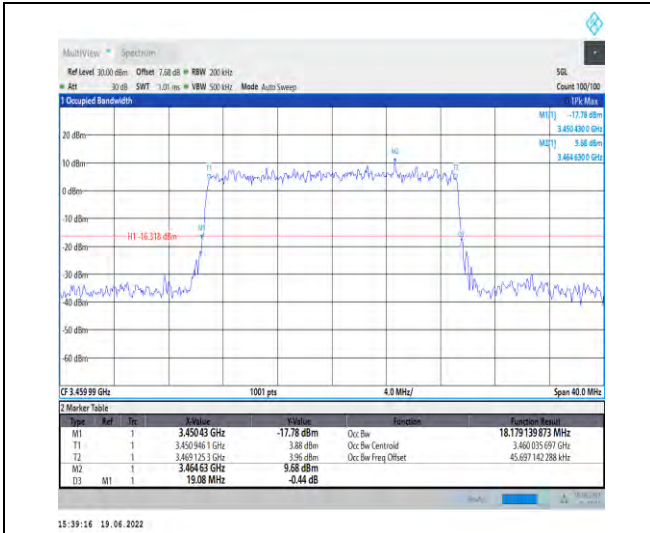 MultiView Spectrum
Ref Level 30.00 dBm Offset 7.68 dB RBW 200 kHz SGL
Att 30 dB SWT 1.01 ms VBW 500 kHz Mode Auto Sweep Count 100/100
1 Occupied Bandwidth 1Pk Max
M1[1] -17.78 dBm
3.450 430 0 GHz
M2[1] 9.68 dBm
3.464 630 0 GHz
20 dBm
M2
10 dBm
T1 T2
0 dBm
-10 dBm
M1
H1 -16.318 dBm
-20 dBm
-30 dBm
-40 dBm
-50 dBm
-60 dBm
CF 3.459 99 GHz 1001 pts 4.0 MHz/ Span 40.0 MHz
2 Marker Table
Type Ref Trc X-Value Y-Value Function Function Result
M1 1 3.45043 GHz -17.78 dBm Occ Bw 18.179 139 873 MHz
T1 1 3.450 946 1 GHz 3.88 dBm Occ Bw Centroid 3.460 035 697 GHz
T2 1 3.469 125 3 GHz 3.96 dBm Occ Bw Freq Offset 45.697 142 288 kHz
M2 1 3.464 63 GHz 9.68 dBm
D3 M1 1 19.08 MHz -0.44 dB
15:39:16 19.06.2022